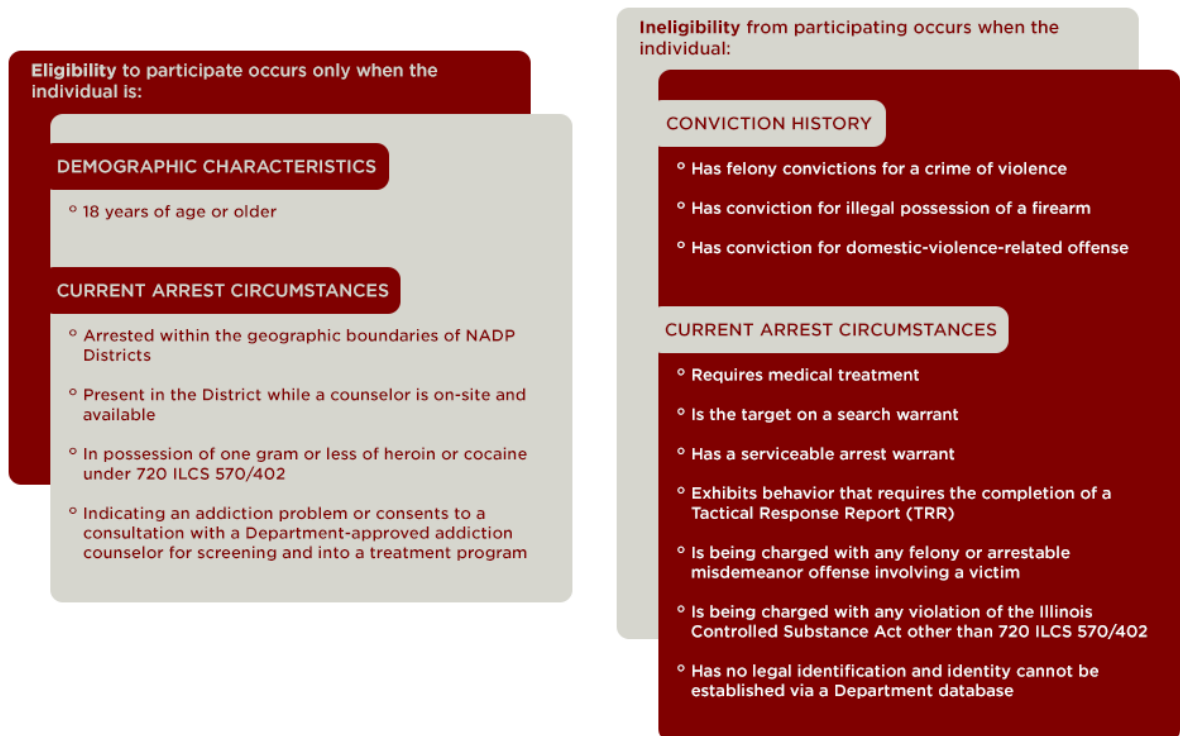 Eligibility to participate occurs only when the
individual is:
DEMOGRAPHIC CHARACTERISTICS
° 18 years of age or older
CURRENT ARREST CIRCUMSTANCES
° Arrested within the geographic boundaries of NADP
Districts
° Present in the District while a counselor is on-site and
available
° In possession of one gram or less of heroin or cocaine
under 720 ILCS 570/402
° Indicating an addiction problem or consents to a
consultation with a Department-approved addiction
counselor for screening and into a treatment program
Ineligibility from participating occurs when the
individual:
CONVICTION HISTORY
° Has felony convictions for a crime of violence
° Has conviction for illegal possession of a firearm
° Has conviction for domestic-violence-related offense
CURRENT ARREST CIRCUMSTANCES
° Requires medical treatment
° Is the target on a search warrant
° Has a serviceable arrest warrant
° Exhibits behavior that requires the completion of a
Tactical Response Report (TRR)
° Is being charged with any felony or arrestable
misdemeanor offense involving a victim
° Is being charged with any violation of the Illinois
Controlled Substance Act other than 720 ILCS 570/402
° Has no legal identification and identity cannot be
established via a Department database